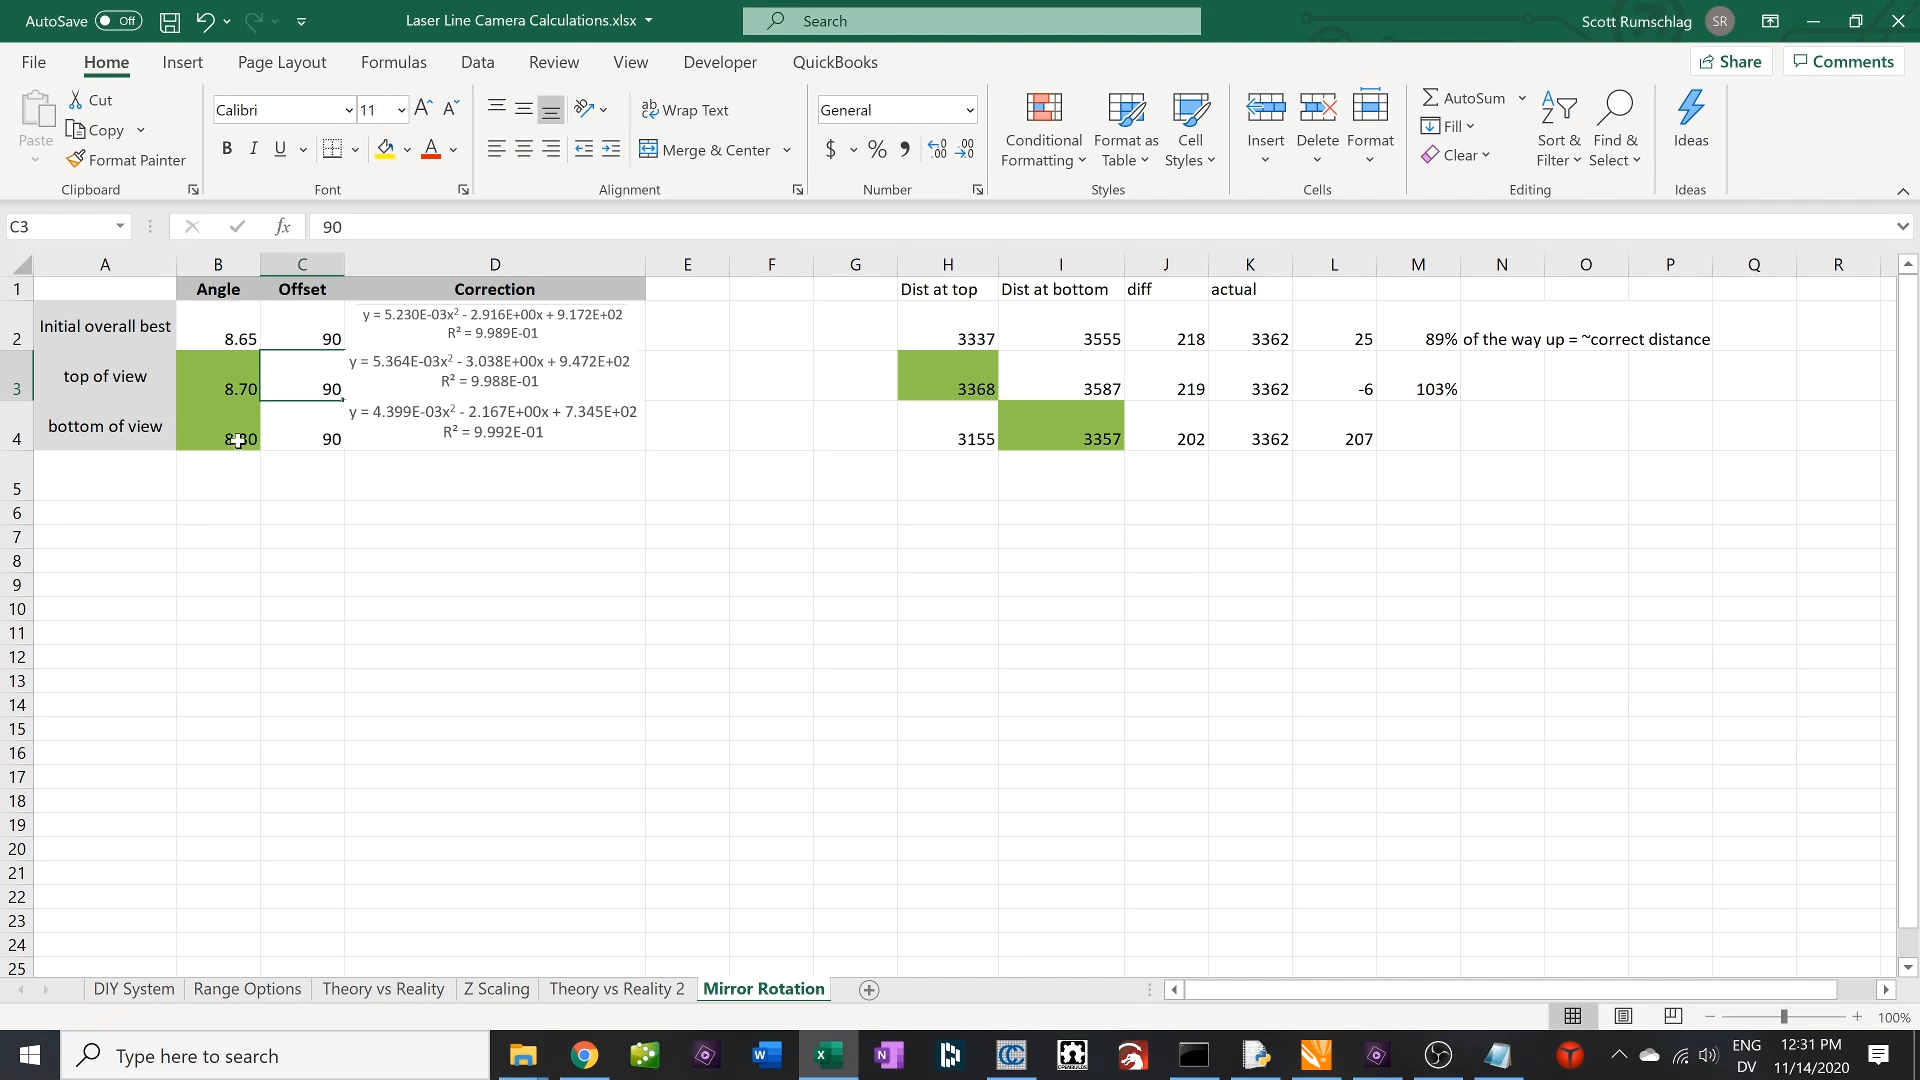 AutoSave Off
Laser Line Camera Calculations.xlsx
Search
Scott Rumschlag SR
File Home Insert Page Layout Formulas Data Review View Developer QuickBooks Share Comments
Paste
Cut
Copy
Format Painter
Clipboard
Calibri 11
B I U
Font
Wrap Text
Merge & Center
Alignment
General
$ %
Number
Conditional Formatting
Format as Table
Cell Styles
Styles
Insert Delete Format
Cells
AutoSum
Fill
Clear
Sort & Filter
Find & Select
Editing
Ideas
Ideas
C3 fx 90
A B C D E F G H I J K L M N O P Q R
1 Angle Offset Correction Dist at top Dist at bottom diff actual
2 Initial overall best 8.65 90 y = 5.230E-03x² - 2.916E+00x + 9.172E+02
R² = 9.989E-01
3337 3555 218 3362 25 89% of the way up = ~correct distance
3 top of view 8.70 90 y = 5.364E-03x² - 3.038E+00x + 9.472E+02
R² = 9.988E-01
3368 3587 219 3362 -6 103%
4 bottom of view 90 y = 4.399E-03x² - 2.167E+00x + 7.345E+02
R² = 9.992E-01
3155 3357 202 3362 207
5
6
7
8
9
10
11
12
13
14
15
16
17
18
19
20
21
22
23
24
25
DIY System Range Options Theory vs Reality Z Scaling Theory vs Reality 2 Mirror Rotation
100%
Type here to search
ENG
DV
12:31 PM
11/14/2020